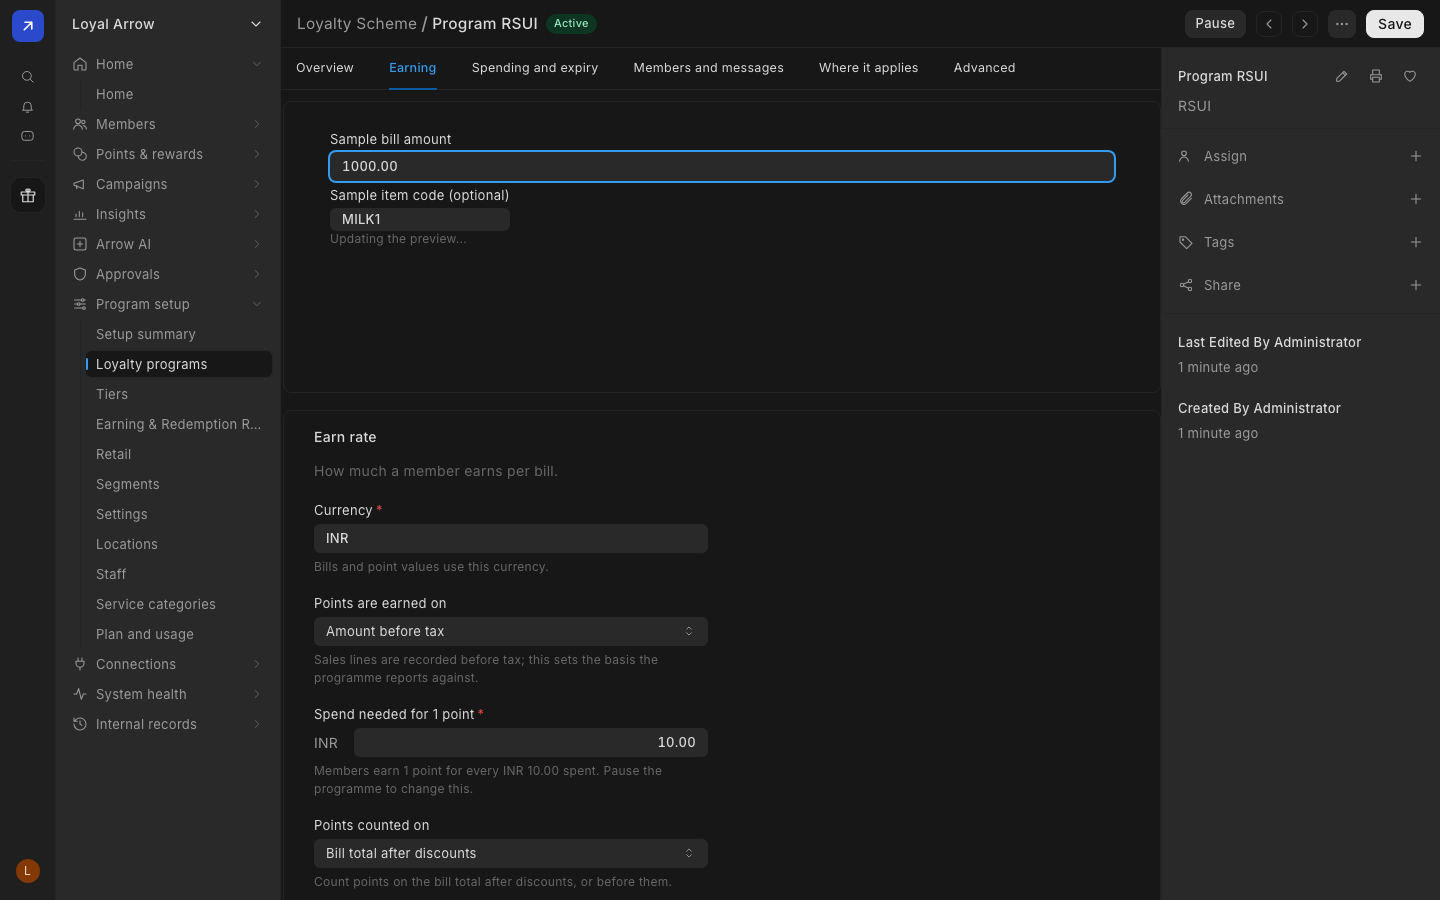 Loyal Arrow
Home
Home
Members
Points & rewards
Campaigns
Insights
Arrow AI
Approvals
Program setup
Setup summary
Loyalty programs
Tiers
Earning & Redemption R...
Retail
Segments
Settings
Locations
Staff
Service categories
Plan and usage
Connections
System health
Internal records
L
Loyalty Scheme / Program RSUI Active
Pause
Save
Overview Earning Spending and expiry Members and messages Where it applies Advanced
Sample bill amount
1000.00
Sample item code (optional)
MILK1
Updating the preview...
Earn rate
How much a member earns per bill.
Currency *
INR
Bills and point values use this currency.
Points are earned on
Amount before tax
Sales lines are recorded before tax; this sets the basis the
programme reports against.
Spend needed for 1 point *
INR 10.00
Members earn 1 point for every INR 10.00 spent. Pause the
programme to change this.
Points counted on
Bill total after discounts
Count points on the bill total after discounts, or before them.
Program RSUI
RSUI
Assign
Attachments
Tags
Share
Last Edited By Administrator
1 minute ago
Created By Administrator
1 minute ago